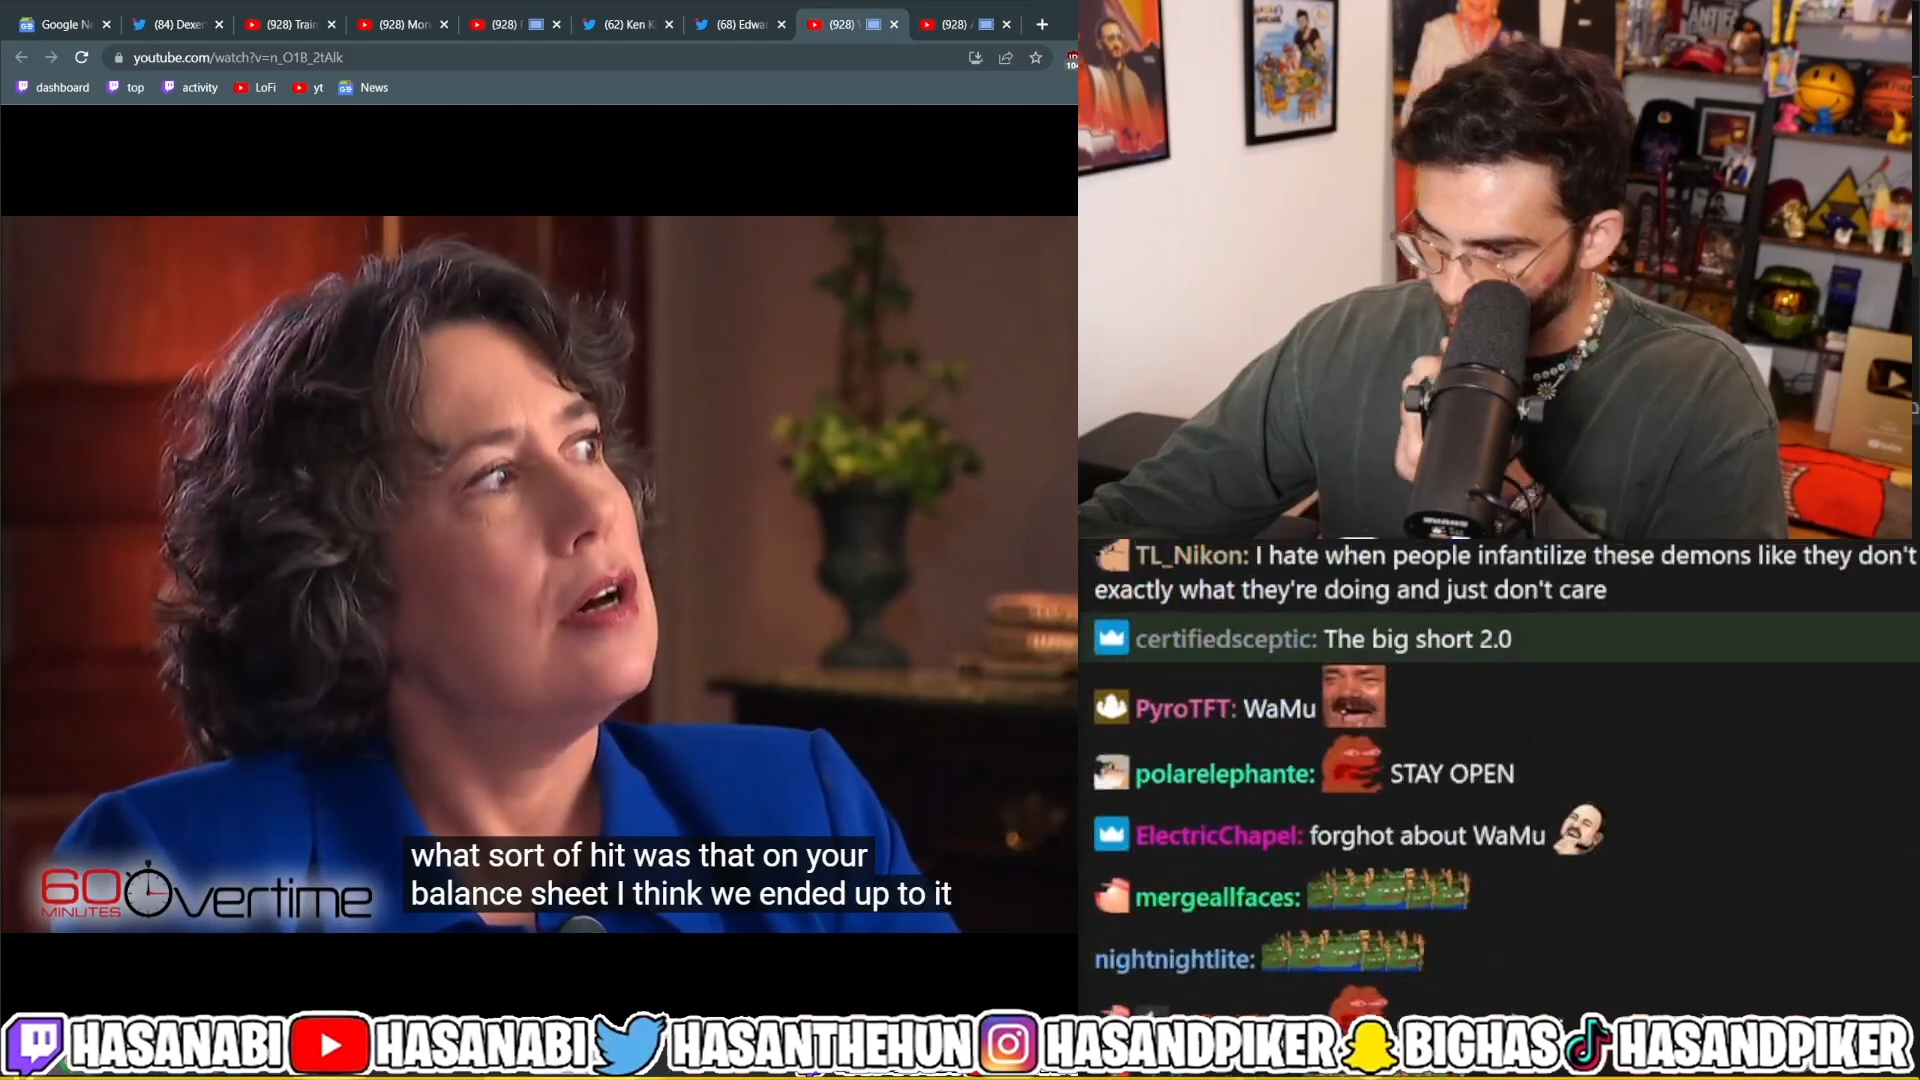 Google Ne
(84) Dexer
(928) Train
(928) Mon
(928)
(62) Ken K
(68) Edwa
(928)
(928)
youtube.com/watch?v=n_O1B_2tAlk
104
dashboard
top
activity
LoFi
yt
News
what sort of hit was that on your
balance sheet I think we ended up to it
60 Overtime
MINUTES
TL_Nikon: I hate when people infantilize these demons like they don't
exactly what they're doing and just don't care
certifiedsceptic: The big short 2.0
PyroTFT: WaMu
polarelephante: STAY OPEN
ElectricChapel: forghot about WaMu
mergeallfaces:
nightnightlite:
HASANABI HASANABI HASANTHEHUN HASANDPIKER BIGHAS HASANDPIKER